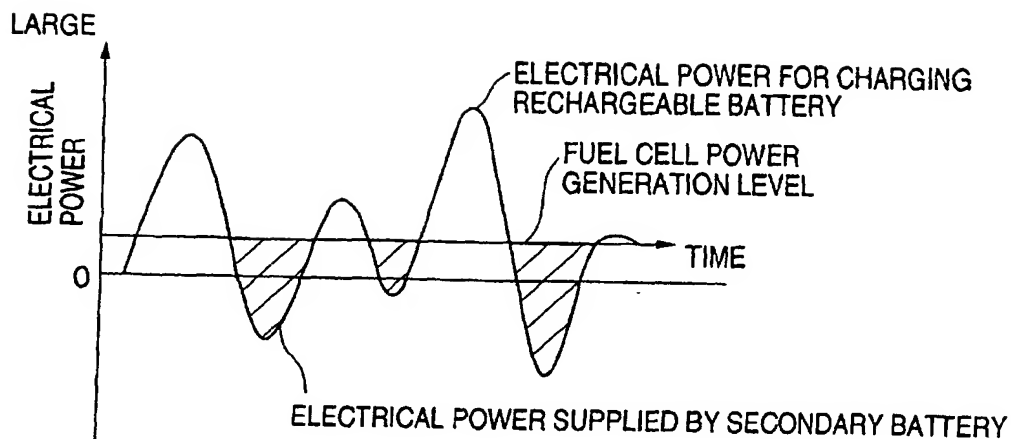 LARGE
ELECTRICAL
POWER
0
ELECTRICAL POWER FOR CHARGING
RECHARGEABLE BATTERY
FUEL CELL POWER
GENERATION LEVEL
TIME
ELECTRICAL POWER SUPPLIED BY SECONDARY BATTERY